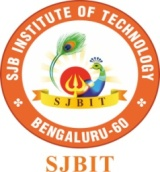 SJB INSTITUTE OF TECHNOLOGY
SJBIT
BENGALURU-60
SJBIT